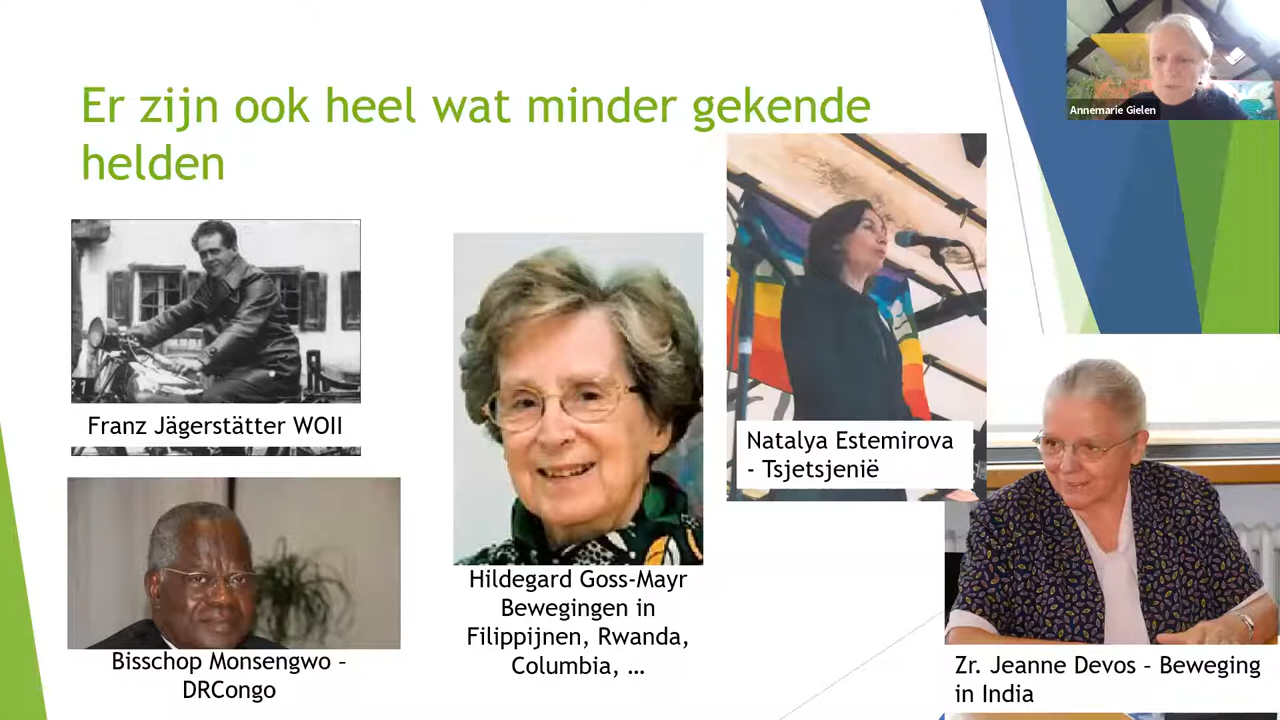 Er zijn ook heel wat minder gekende
helden
Annemarie Gielen
Franz Jägerstätter WOII
Natalya Estemirova
- Tsjetsjenië
Hildegard Goss-Mayr
Bewegingen in
Filippijnen, Rwanda,
Columbia, …
Bisschop Monsengwo –
DRCongo
Zr. Jeanne Devos – Beweging
in India